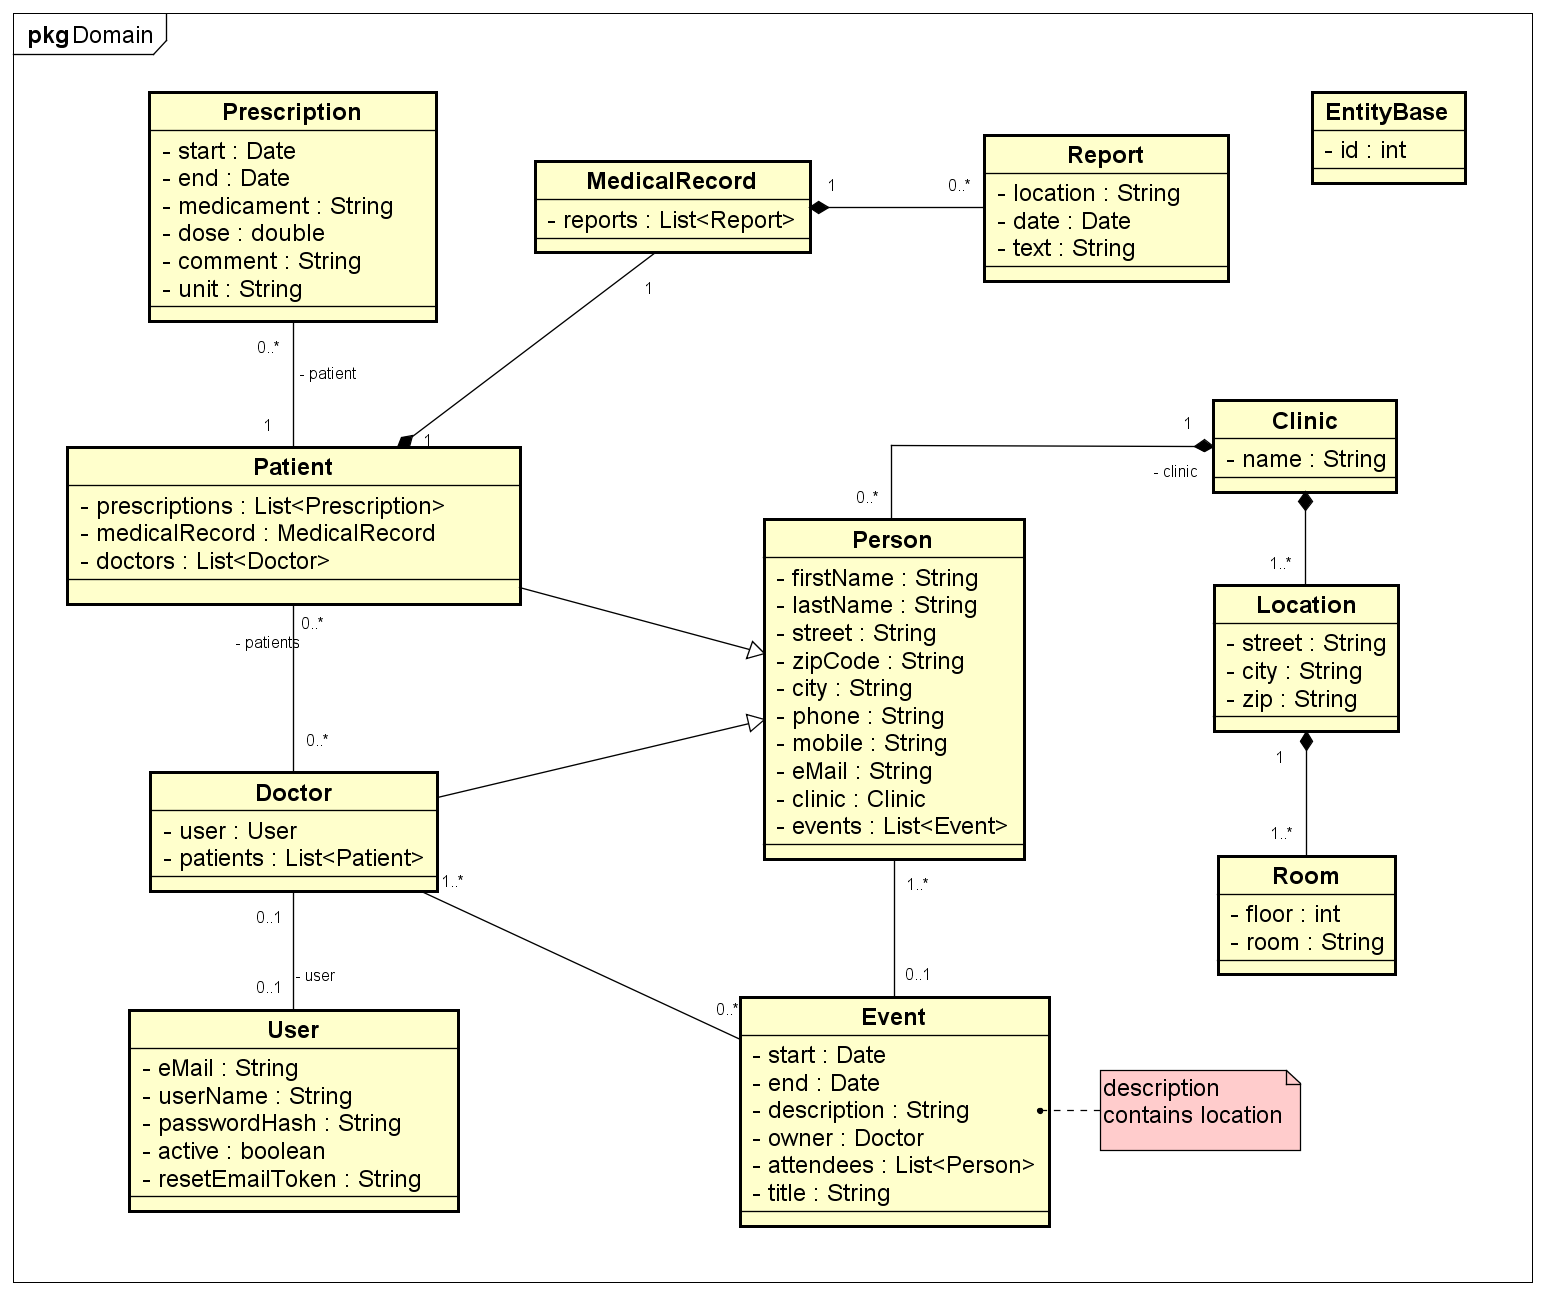 pkg Domain
Prescription
- start : Date
- end : Date
- medicament : String
- dose : double
- comment : String
- unit : String
MedicalRecord
- reports : List<Report>
Report
- location : String
- date : Date
- text : String
EntityBase
- id : int
1
0..*
1
0..*
- patient
1
1
Patient
- prescriptions : List<Prescription>
- medicalRecord : MedicalRecord
- doctors : List<Doctor>
Clinic
- name : String
1
- clinic
0..*
Person
- firstName : String
- lastName : String
- street : String
- zipCode : String
- city : String
- phone : String
- mobile : String
- eMail : String
- clinic : Clinic
- events : List<Event>
1..*
Location
- street : String
- city : String
- zip : String
1
1..*
Room
- floor : int
- room : String
0..*
- patients
0..*
Doctor
- user : User
- patients : List<Patient>
1..*
0..1
- user
0..1
User
- eMail : String
- userName : String
- passwordHash : String
- active : boolean
- resetEmailToken : String
1..*
0..1
0..*
Event
- start : Date
- end : Date
- description : String
- owner : Doctor
- attendees : List<Person>
- title : String
description
contains location